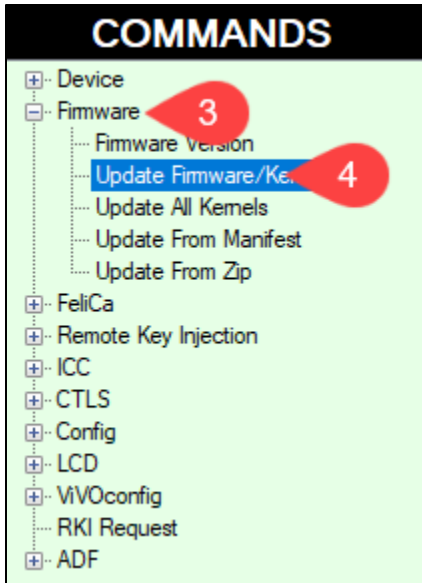 COMMANDS
Device
Firmware 3
Firmware Version
Update Firmware/Ke 4
Update All Kernels
Update From Manifest
Update From Zip
FeliCa
Remote Key Injection
ICC
CTLS
Config
LCD
ViVOconfig
RKI Request
ADF